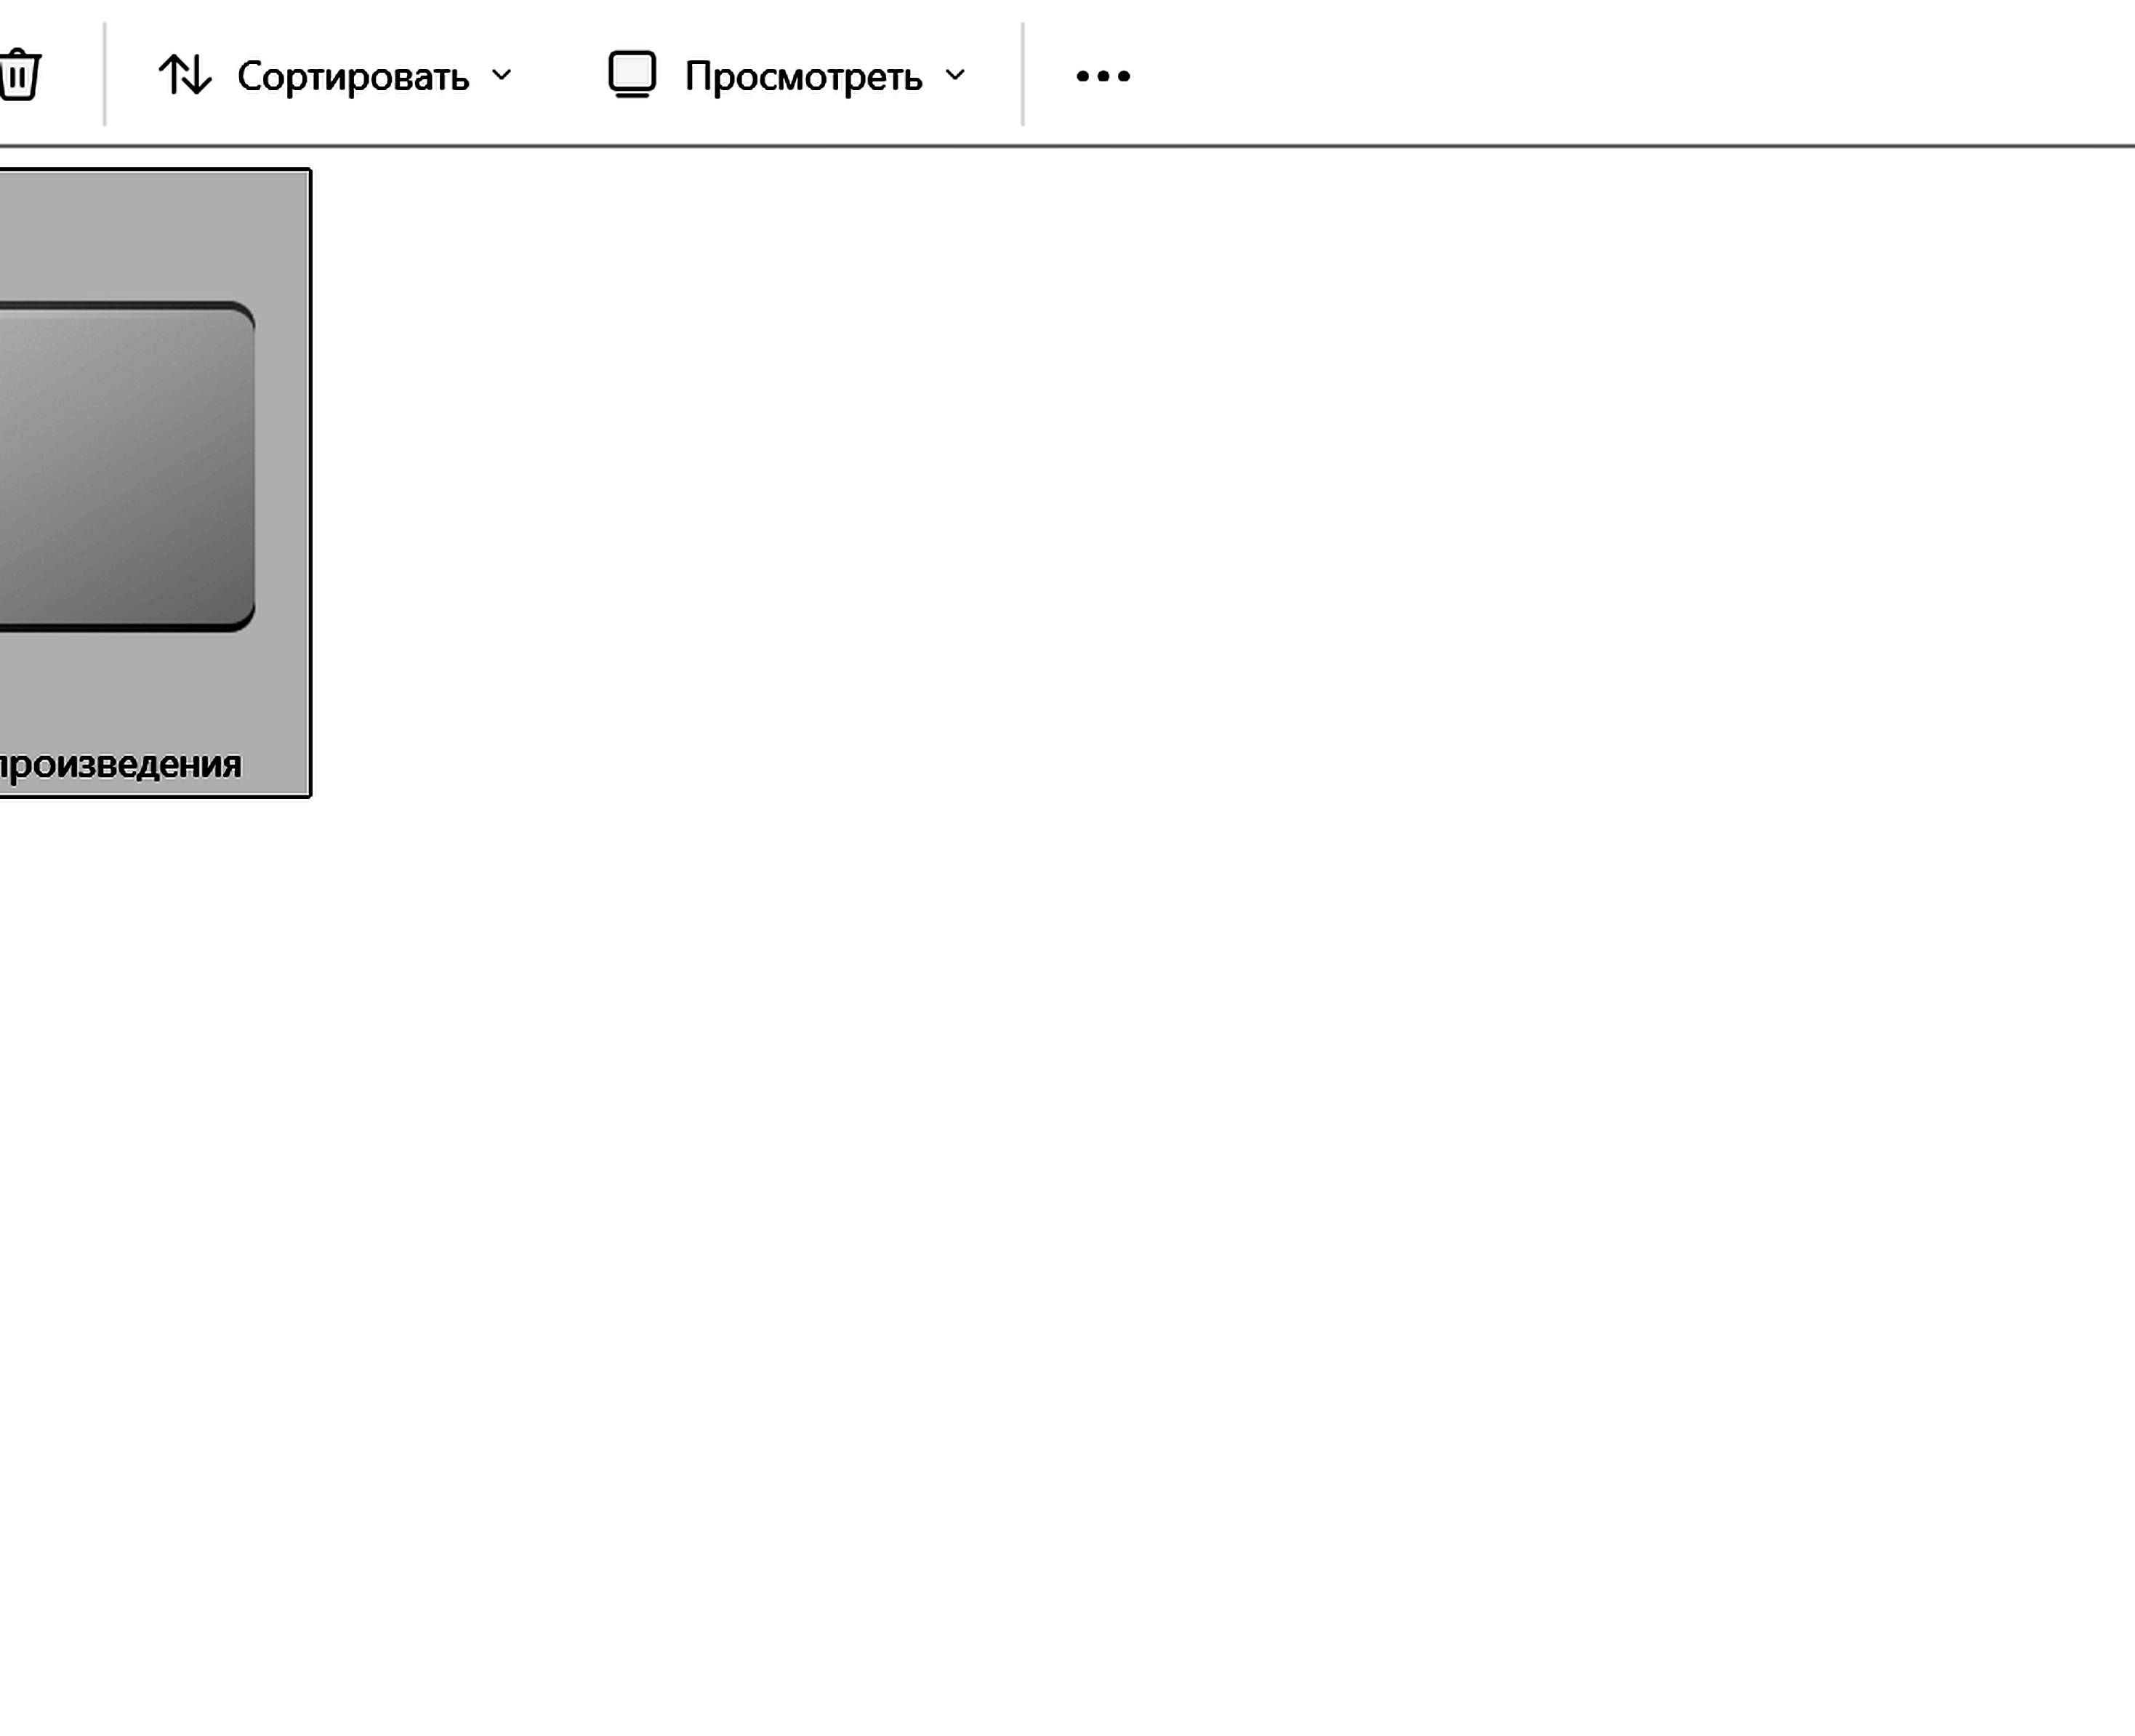 Сортировать
Просмотреть
произведения